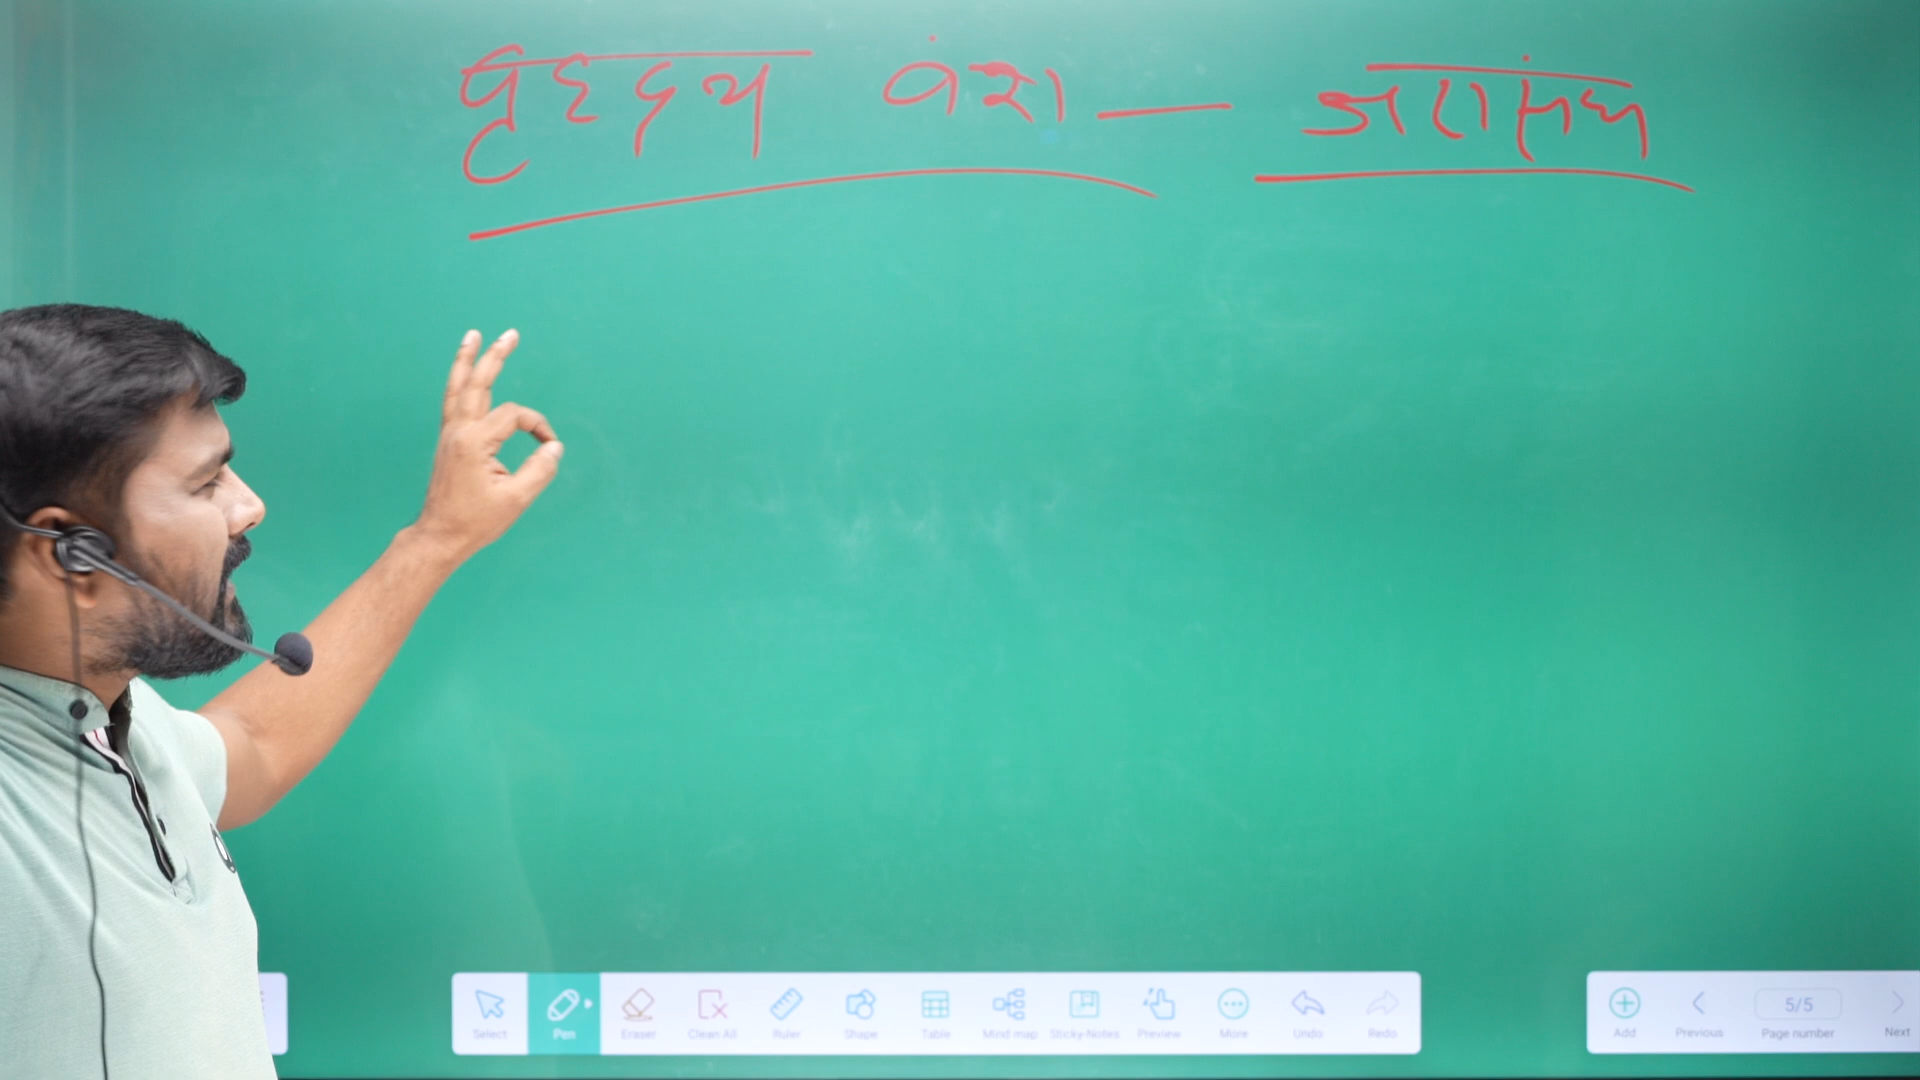 वृहद्रथ वंश — जरासंध
Select Pen Eraser Clean All Ruler Shape Table Mind map Sticky-Notes Preview More Undo Redo
Add Previous 5/5 Page number Next